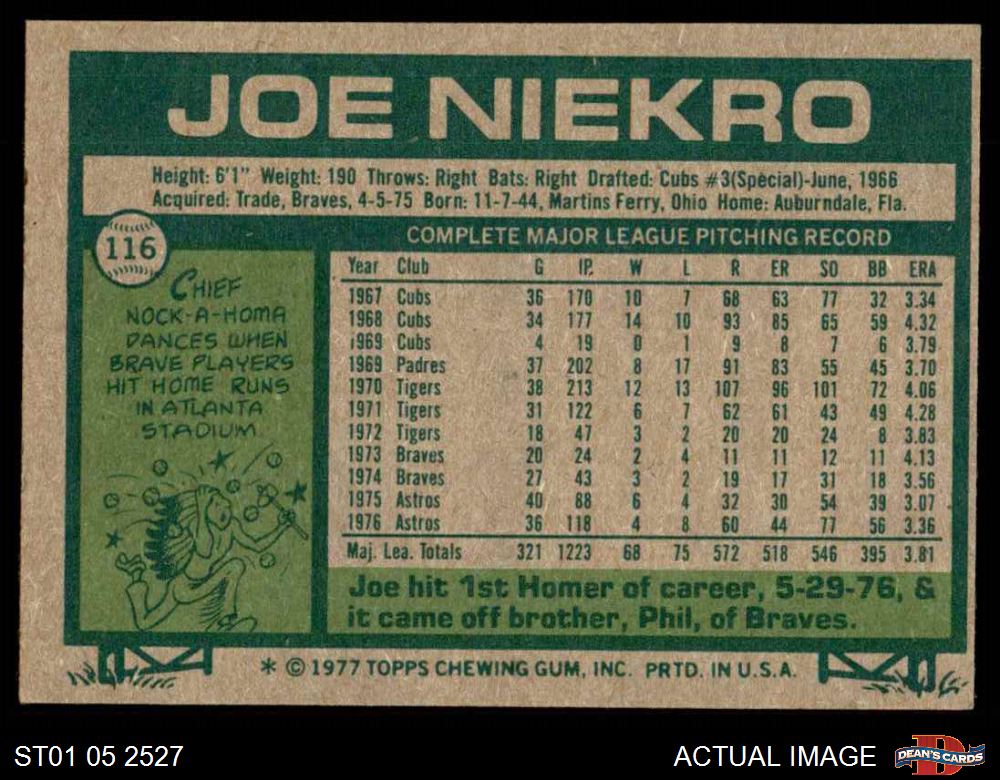 JOE NIEKRO
Height: 6'1" Weight: 190 Throws: Right Bats: Right Drafted: Cubs #3(Special)-June, 1966
Acquired: Trade, Braves, 4-5-75 Born: 11-7-44, Martins Ferry, Ohio Home: Auburndale, Fla.
116
CHIEF
NOCK-A-HOMA
DANCES WHEN
BRAVE PLAYERS
HIT HOME RUNS
IN ATLANTA
STADIUM
COMPLETE MAJOR LEAGUE PITCHING RECORD
Year Club G IP. W L R ER SO BB ERA
1967 Cubs 36 170 10 7 68 63 77 32 3.34
1968 Cubs 34 177 14 10 93 85 65 59 4.32
1969 Cubs 4 19 0 1 9 8 7 6 3.79
1969 Padres 37 202 8 17 91 83 55 45 3.70
1970 Tigers 38 213 12 13 107 96 101 72 4.06
1971 Tigers 31 122 6 7 62 61 43 49 4.28
1972 Tigers 18 47 3 2 20 20 24 8 3.83
1973 Braves 20 24 2 4 11 11 12 11 4.13
1974 Braves 27 43 3 2 19 17 31 18 3.56
1975 Astros 40 88 6 4 32 30 54 39 3.07
1976 Astros 36 118 4 8 60 44 77 56 3.36
Maj. Lea. Totals 321 1223 68 75 572 518 546 395 3.81
Joe hit 1st Homer of career, 5-29-76, &
it came off brother, Phil, of Braves.
* © 1977 TOPPS CHEWING GUM, INC. PRTD. IN U.S.A.
ST01 05 2527
ACTUAL IMAGE
D
DEAN'S CARDS